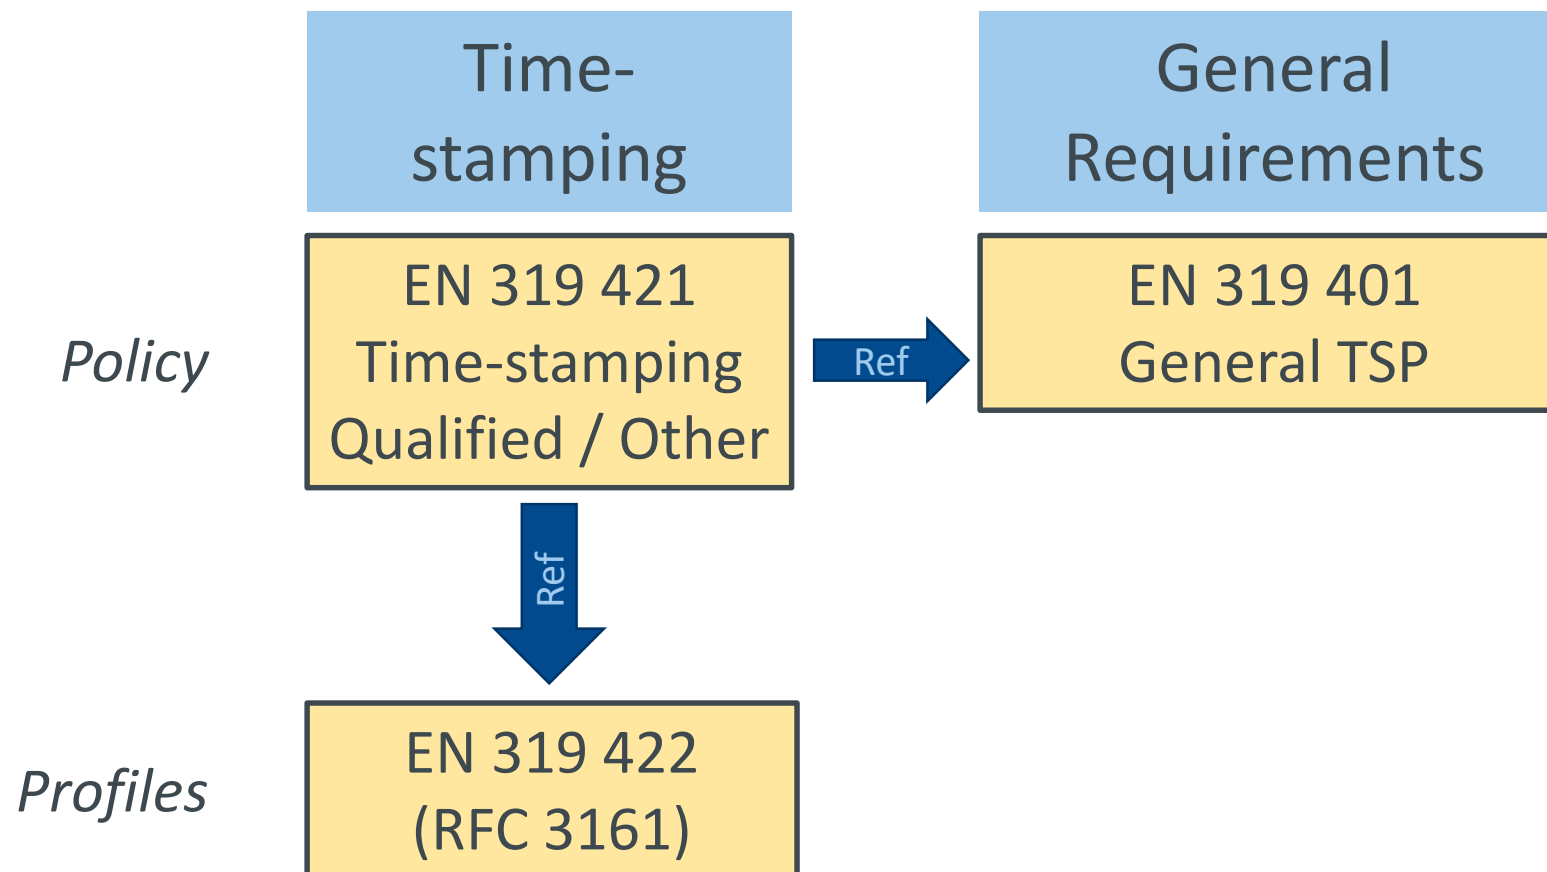 Time-
stamping
General
Requirements
Policy
EN 319 421
Time-stamping
Qualified / Other
Ref
EN 319 401
General TSP
Ref
Profiles
EN 319 422
(RFC 3161)